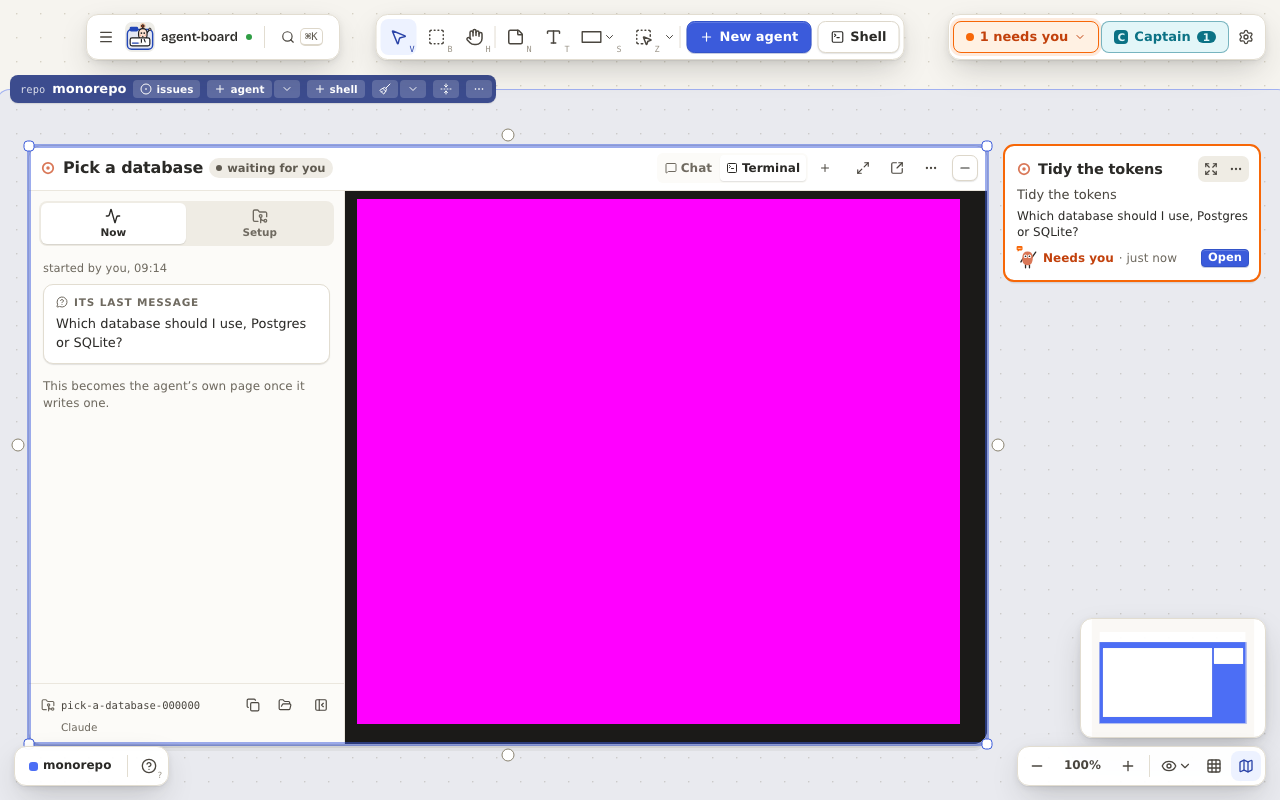 agent-board
⌘K
V
B
H
N
T
S
Z
New agent
Shell
1 needs you
C Captain 1
repo monorepo issues + agent + shell
Pick a database
waiting for you
Chat
Terminal
Now
Setup
started by you, 09:14
ITS LAST MESSAGE
Which database should I use, Postgres
or SQLite?
This becomes the agent’s own page once it
writes one.
pick-a-database-000000
Claude
Tidy the tokens
Tidy the tokens
Which database should I use, Postgres
or SQLite?
Needs you · just now
Open
monorepo
?
100%